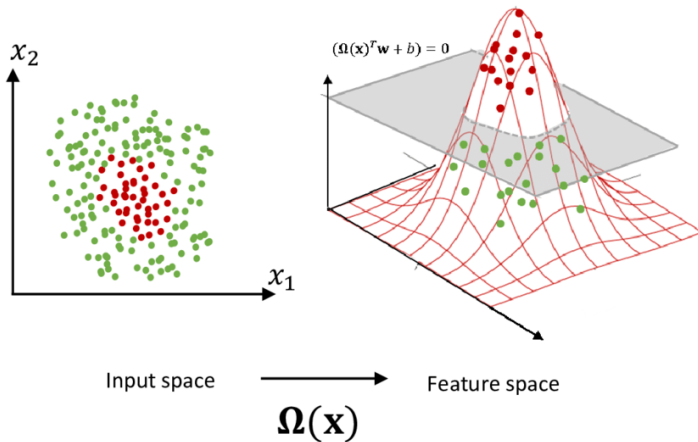 x₂
(Ω(x)ᵀw + b) = 0
x₁
Input space
Feature space
Ω(x)